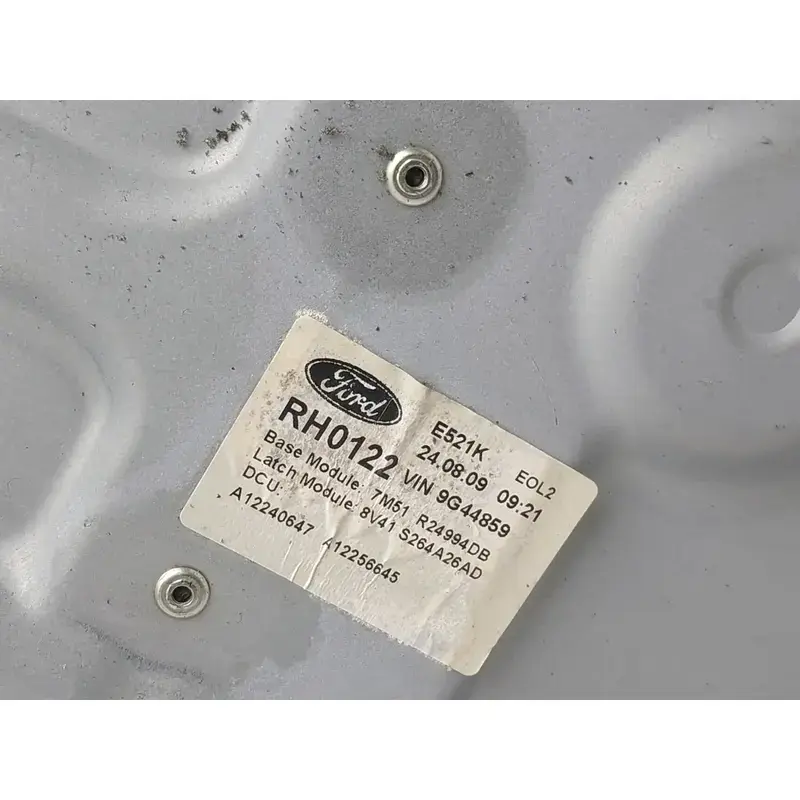 Ford
E521K EOL2
24.08.09 09:21
RH0122 VIN 9G44859
Base Module: 7M51 R24994DB
Latch Module: 8V41 S264A26AD
DCU:
A12240647 A12256645